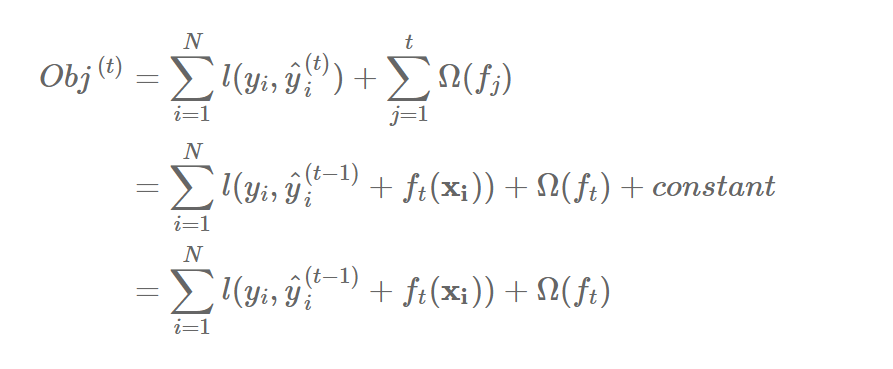 Obj^{(t)} = \sum_{i=1}^{N} l(y_i, \hat{y}_i^{(t)}) + \sum_{j=1}^{t} \Omega(f_j)
= \sum_{i=1}^{N} l(y_i, \hat{y}_i^{(t-1)} + f_t(\mathbf{x_i})) + \Omega(f_t) + constant
= \sum_{i=1}^{N} l(y_i, \hat{y}_i^{(t-1)} + f_t(\mathbf{x_i})) + \Omega(f_t)